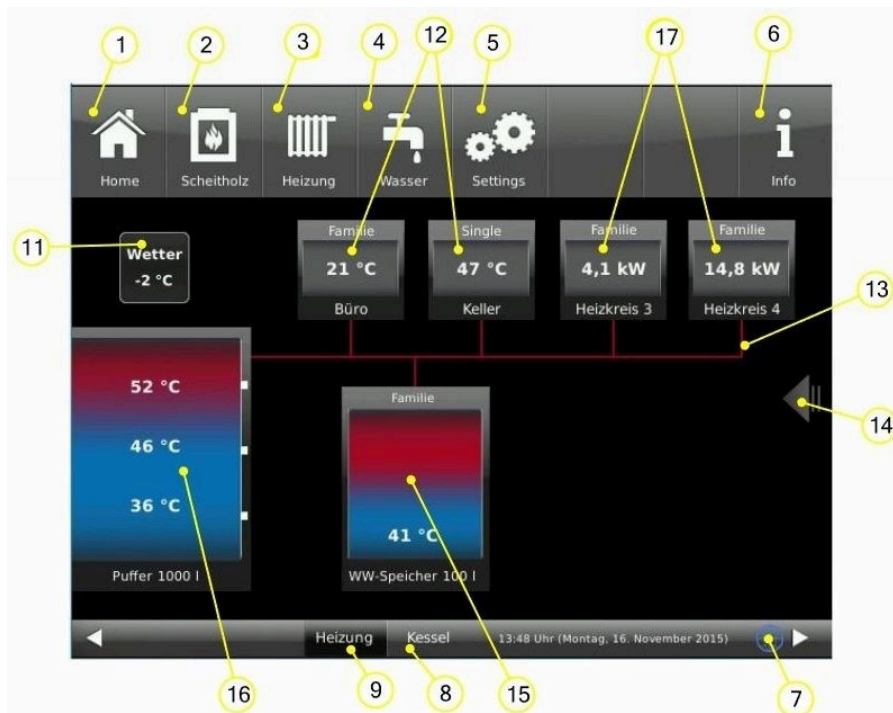 1
2
3
4
12
5
17
6
Home
Scheitholz
Heizung
Wasser
Settings
Info
11
Wetter
-2 °C
Familie
21 °C
Büro
Single
47 °C
Keller
Familie
4,1 kW
Heizkreis 3
Familie
14,8 kW
Heizkreis 4
13
52 °C
46 °C
36 °C
Puffer 1000 l
Familie
41 °C
WW-Speicher 100 l
14
Heizung
Kessel
13:48 Uhr (Montag, 16. November 2015)
16
9
8
15
7